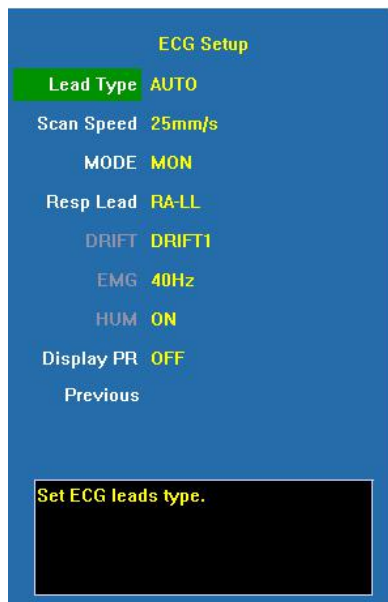 ECG Setup
Lead Type AUTO
Scan Speed 25mm/s
MODE MON
Resp Lead RA-LL
DRIFT DRIFT1
EMG 40Hz
HUM ON
Display PR OFF
Previous
Set ECG leads type.